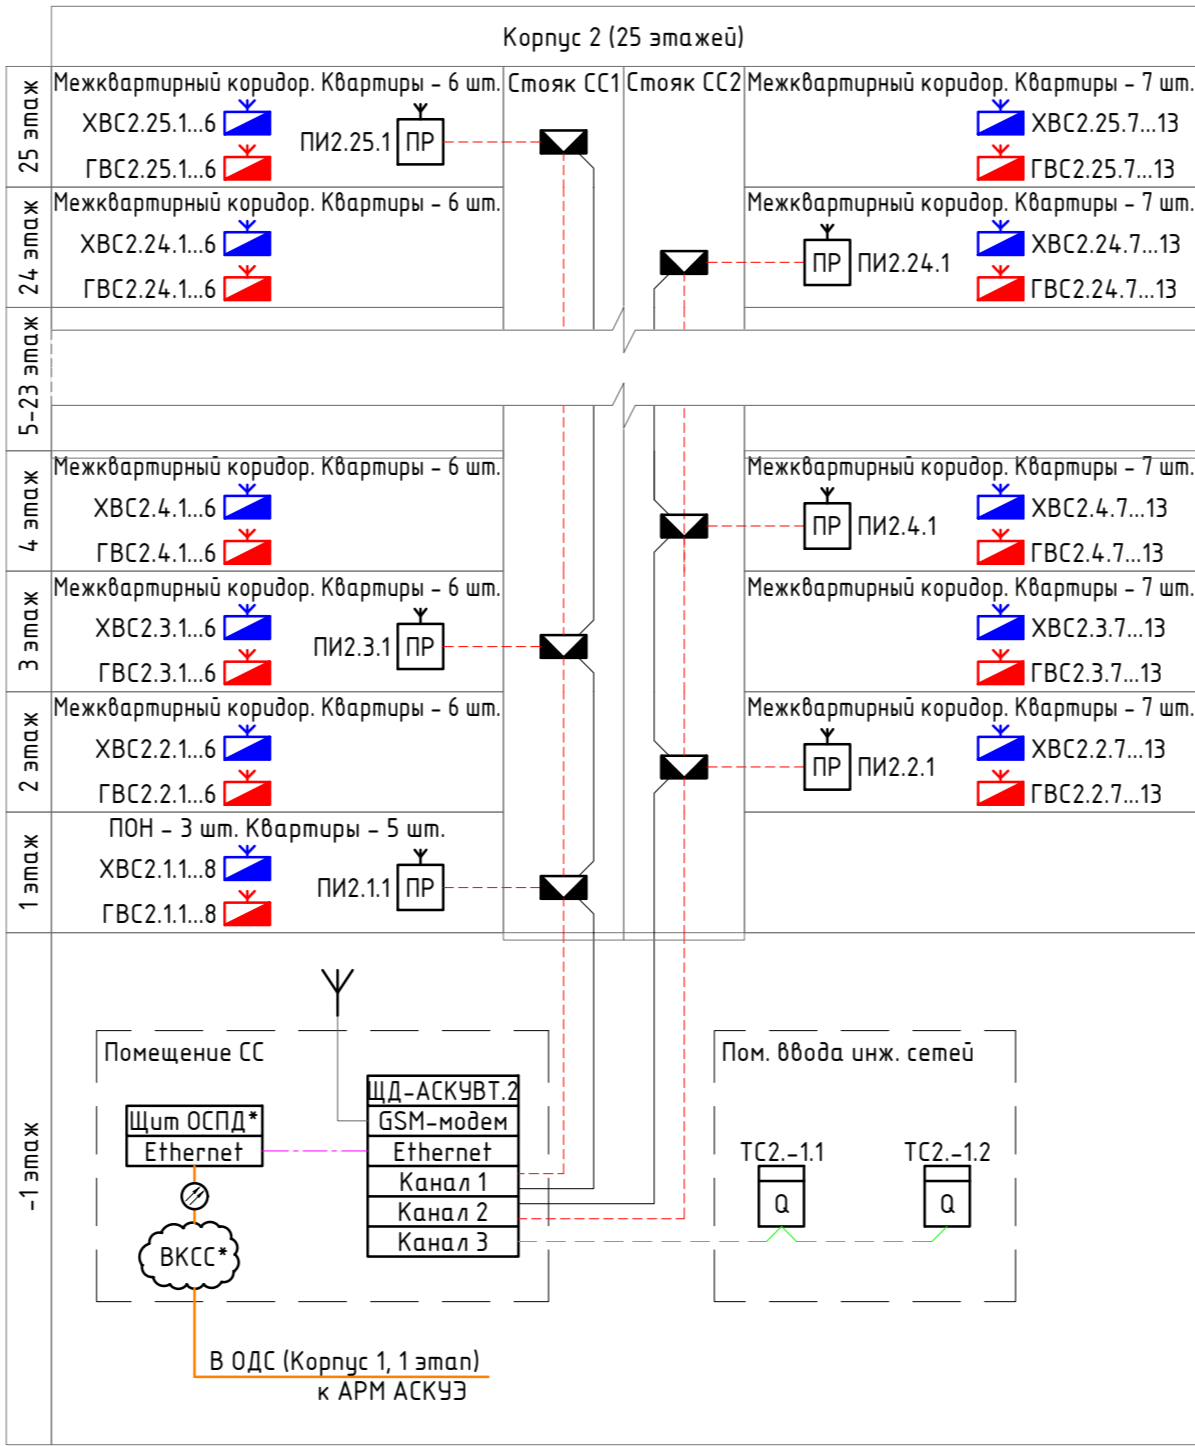 Корпус 2 (25 этажей)
25 этаж
Межквартирный коридор. Квартиры - 6 шт.
Стояк СС1
Стояк СС2
Межквартирный коридор. Квартиры - 7 шт.
ХВС2.25.1...6
ПИ2.25.1
ПР
ГВС2.25.1...6
ХВС2.25.7...13
ГВС2.25.7...13
24 этаж
Межквартирный коридор. Квартиры - 6 шт.
Межквартирный коридор. Квартиры - 7 шт.
ХВС2.24.1...6
ГВС2.24.1...6
ПР
ПИ2.24.1
ХВС2.24.7...13
ГВС2.24.7...13
5-23 этаж
4 этаж
Межквартирный коридор. Квартиры - 6 шт.
Межквартирный коридор. Квартиры - 7 шт.
ХВС2.4.1...6
ГВС2.4.1...6
ПР
ПИ2.4.1
ХВС2.4.7...13
ГВС2.4.7...13
3 этаж
Межквартирный коридор. Квартиры - 6 шт.
Межквартирный коридор. Квартиры - 7 шт.
ХВС2.3.1...6
ПИ2.3.1
ПР
ГВС2.3.1...6
ХВС2.3.7...13
ГВС2.3.7...13
2 этаж
Межквартирный коридор. Квартиры - 6 шт.
Межквартирный коридор. Квартиры - 7 шт.
ХВС2.2.1...6
ГВС2.2.1...6
ПР
ПИ2.2.1
ХВС2.2.7...13
ГВС2.2.7...13
1 этаж
ПОН - 3 шт. Квартиры - 5 шт.
ХВС2.1.1...8
ПИ2.1.1
ПР
ГВС2.1.1...8
-1 этаж
Помещение СС
Щит ОСПД*
Ethernet
ВКСС*
ЩД-АСКУВТ.2
GSM-модем
Ethernet
Канал 1
Канал 2
Канал 3
Пом. ввода инж. сетей
ТС2.-1.1
Q
ТС2.-1.2
Q
В ОДС (Корпус 1, 1 этап)
к АРМ АСКУЭ